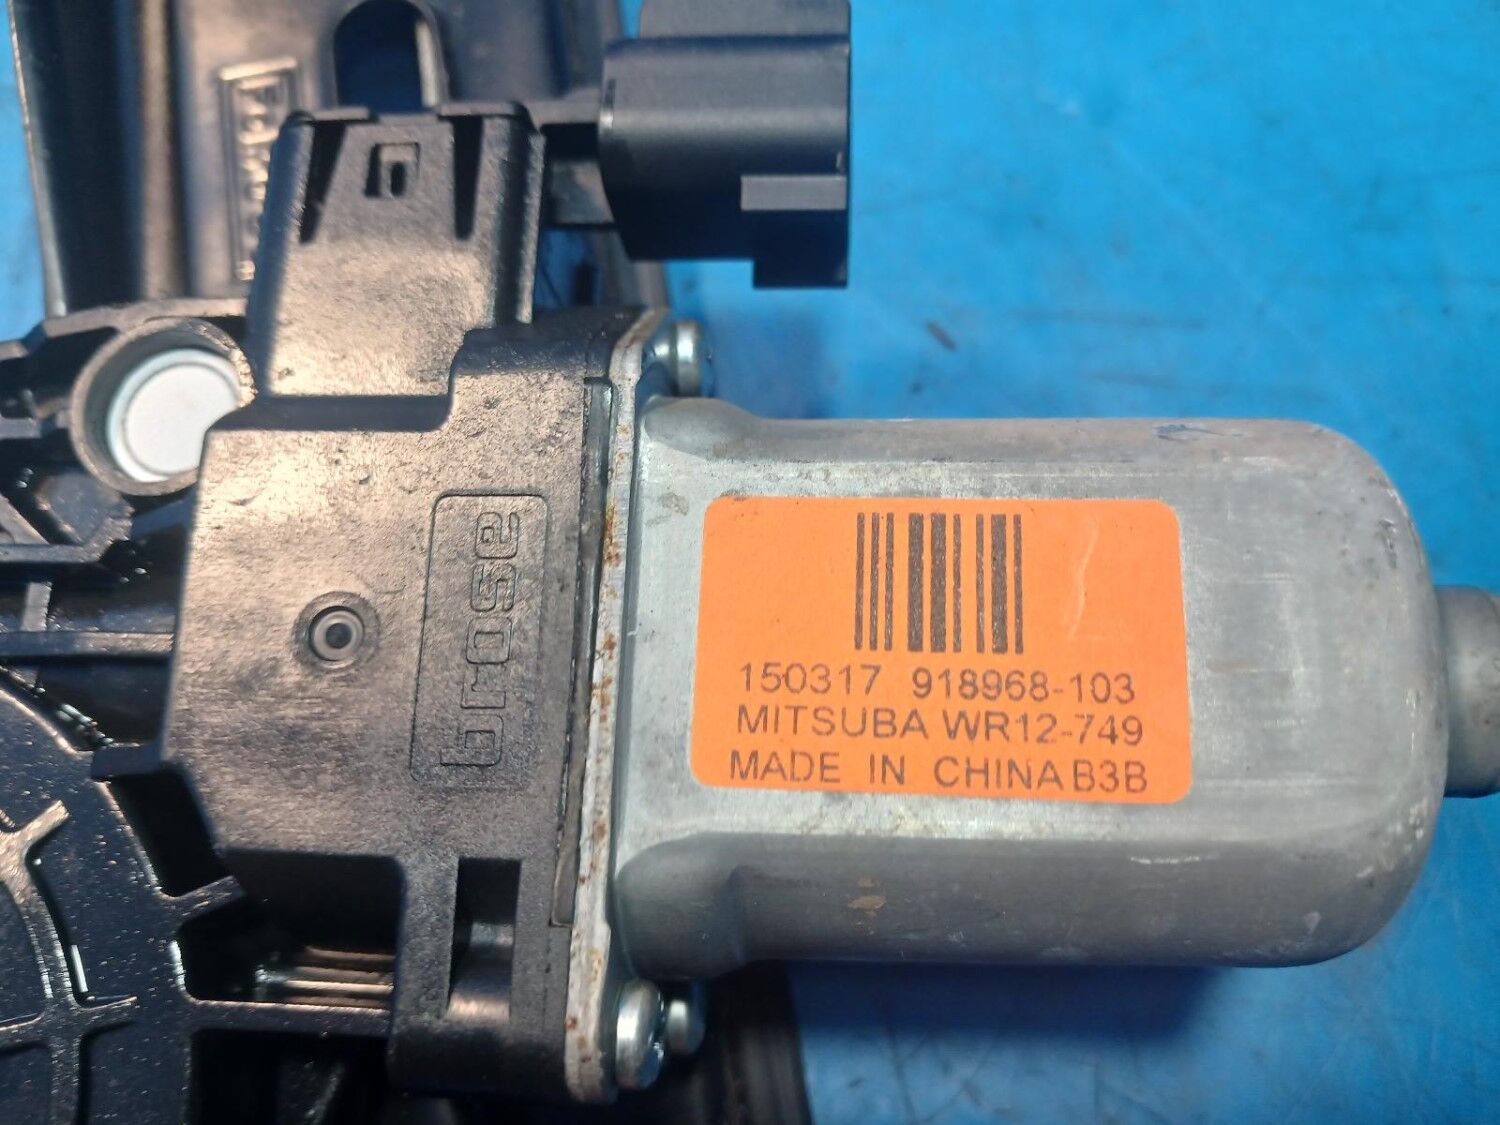 brose
150317 918968-103
MITSUBA WR12-749
MADE IN CHINA B3B